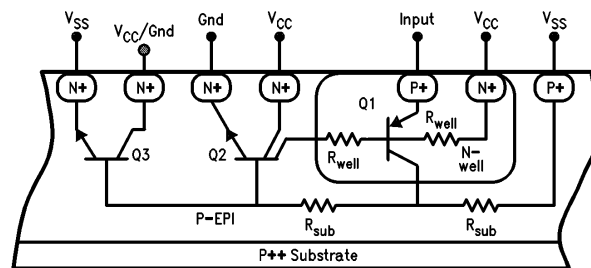 V_SS V_CC/Gnd Gnd V_CC Input V_CC V_SS
N+ N+ N+ N+ P+ N+ P+
Q1
R_well
Q3 Q2 R_well N-
well
P-EPI R_sub R_sub
P++ Substrate